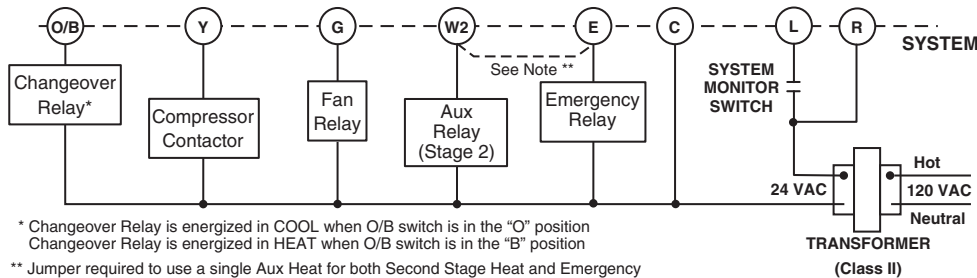 O/B Y G W2 E C L R
SYSTEM
See Note **
Changeover
Relay*
Compressor
Contactor
Fan
Relay
Aux
Relay
(Stage 2)
Emergency
Relay
SYSTEM
MONITOR
SWITCH
24 VAC
Hot
120 VAC
Neutral
TRANSFORMER
(Class II)
* Changeover Relay is energized in COOL when O/B switch is in the “O” position
Changeover Relay is energized in HEAT when O/B switch is in the “B” position
** Jumper required to use a single Aux Heat for both Second Stage Heat and Emergency